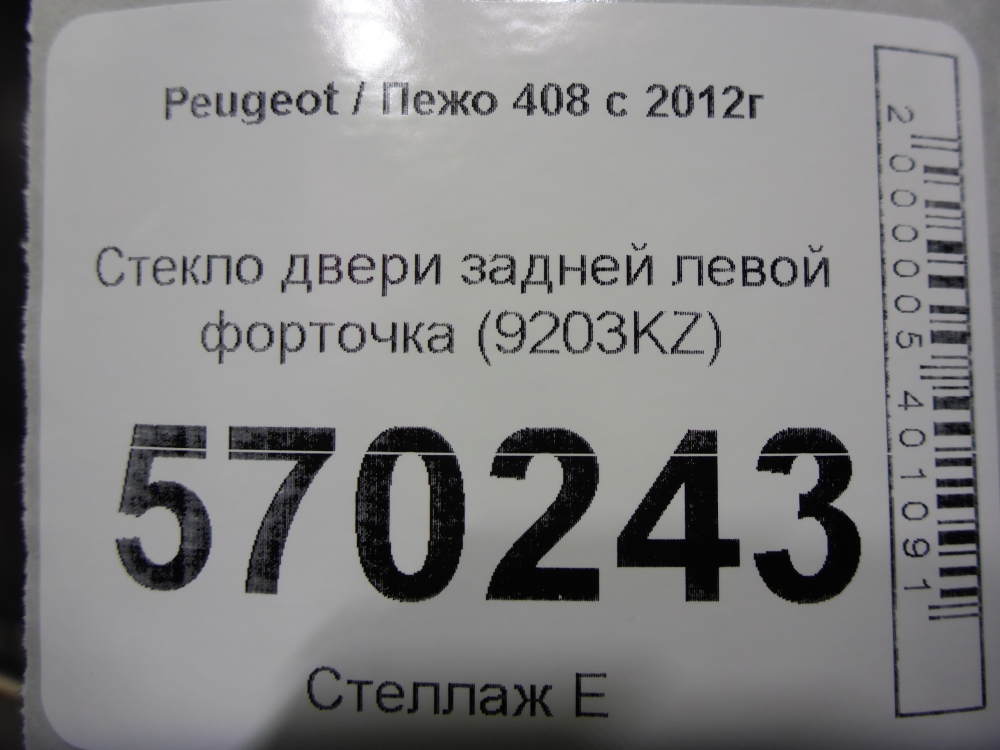 Peugeot / Пежо 408 с 2012г
Стекло двери задней левой
форточка (9203KZ)
570243
Стеллаж Е
2000005401091